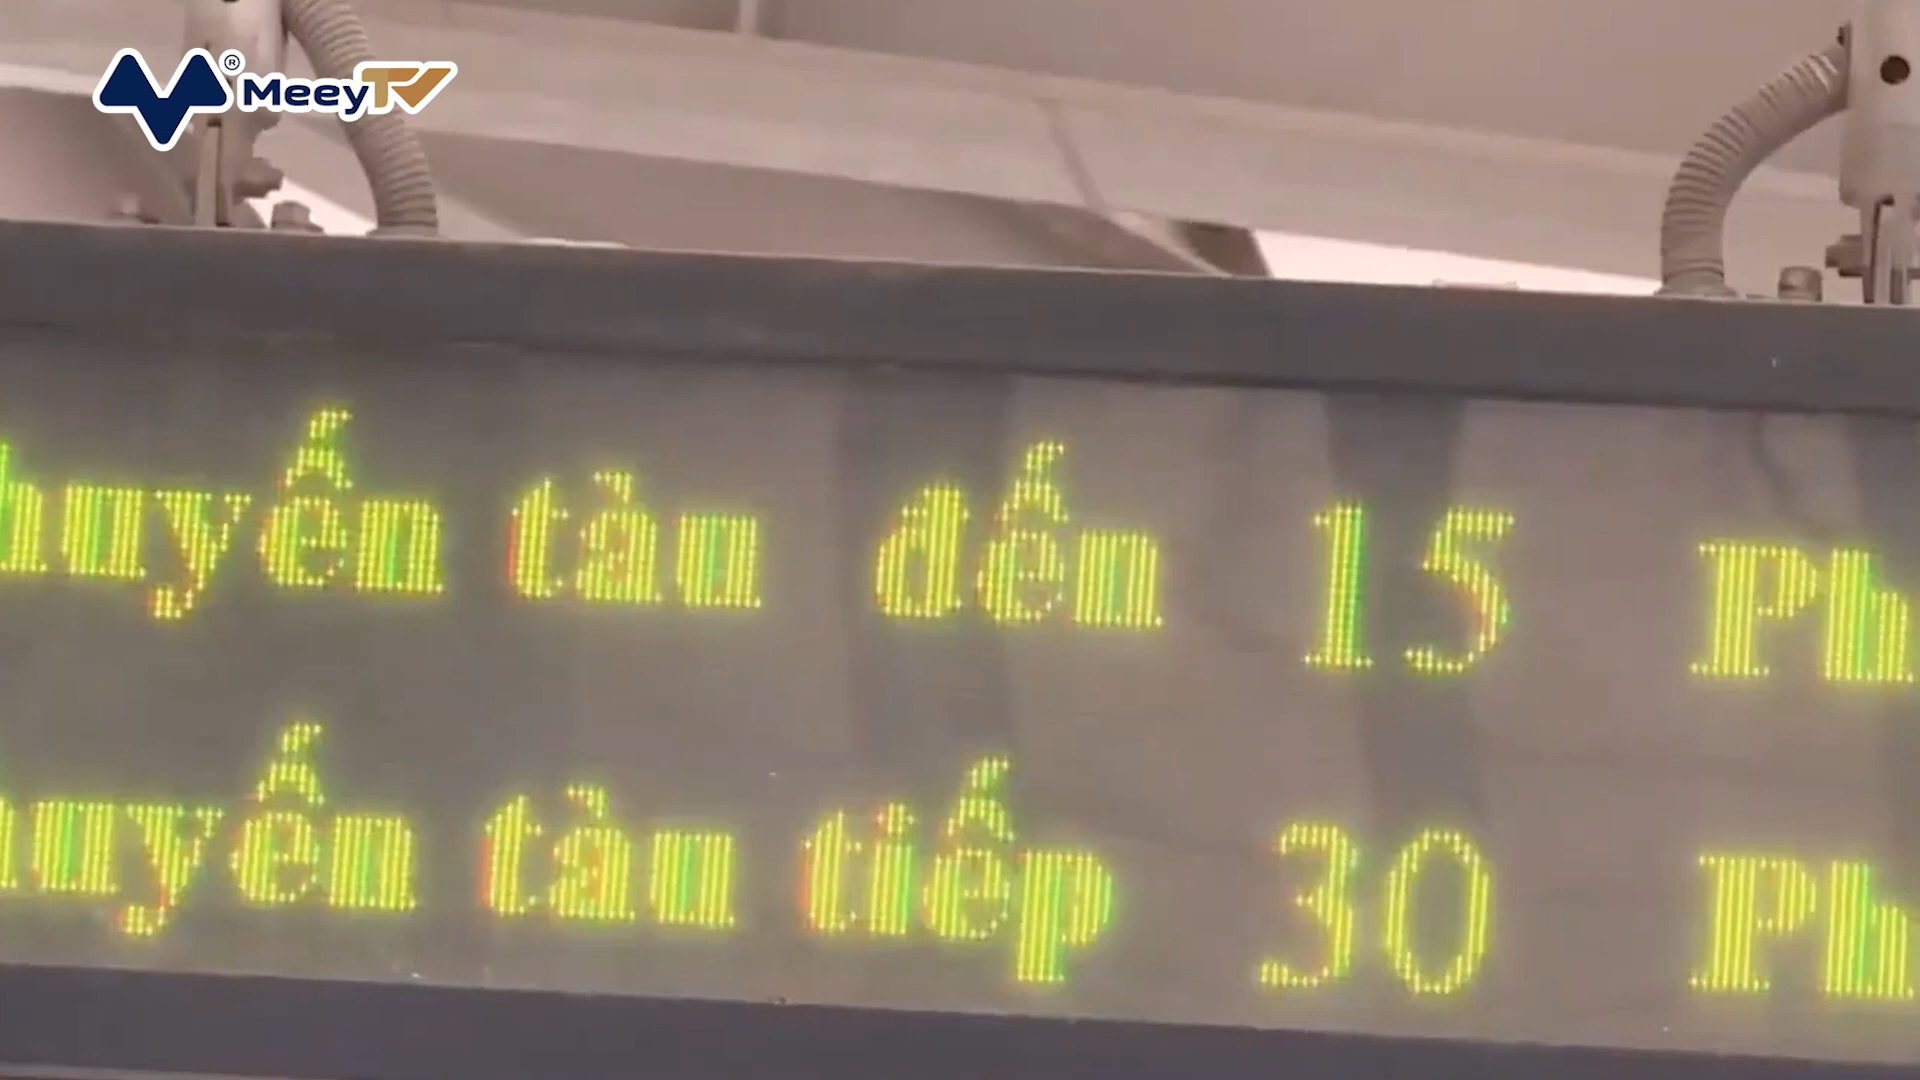 MeeyTV
huyến tàu đến 15 Ph
huyến tàu tiếp 30 Ph